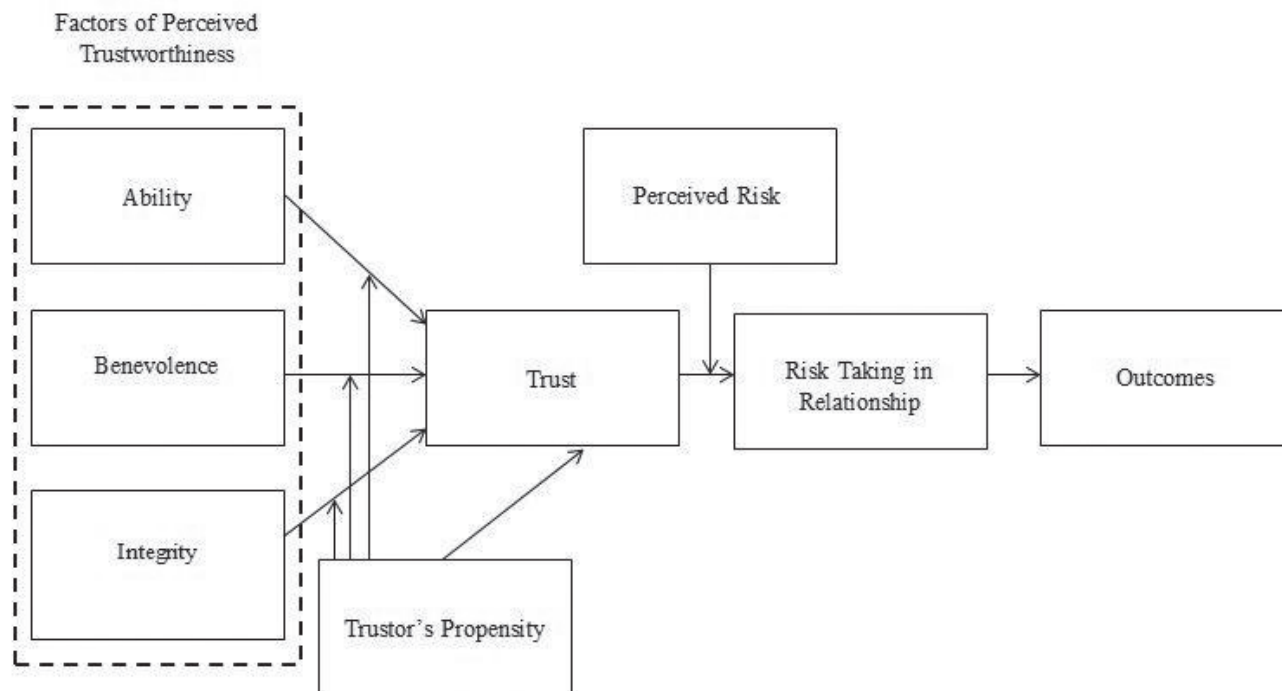 Factors of Perceived
Trustworthiness
Ability
Perceived Risk
Benevolence
Trust
Risk Taking in
Relationship
Outcomes
Integrity
Trustor’s Propensity